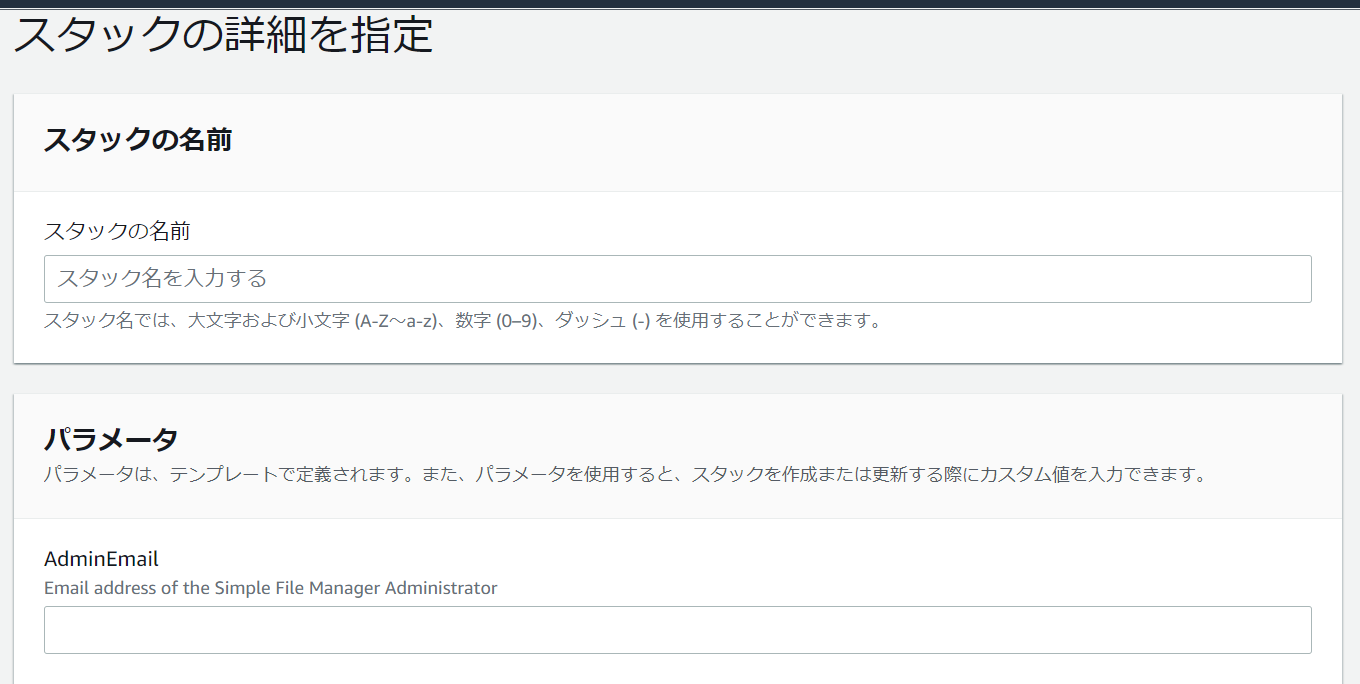 スタックの詳細を指定
スタックの名前
スタックの名前
スタック名を入力する
スタック名では、大文字および小文字 (A-Z～a-z)、数字 (0–9)、ダッシュ (-) を使用することができます。
パラメータ
パラメータは、テンプレートで定義されます。また、パラメータを使用すると、スタックを作成または更新する際にカスタム値を入力できます。
AdminEmail
Email address of the Simple File Manager Administrator